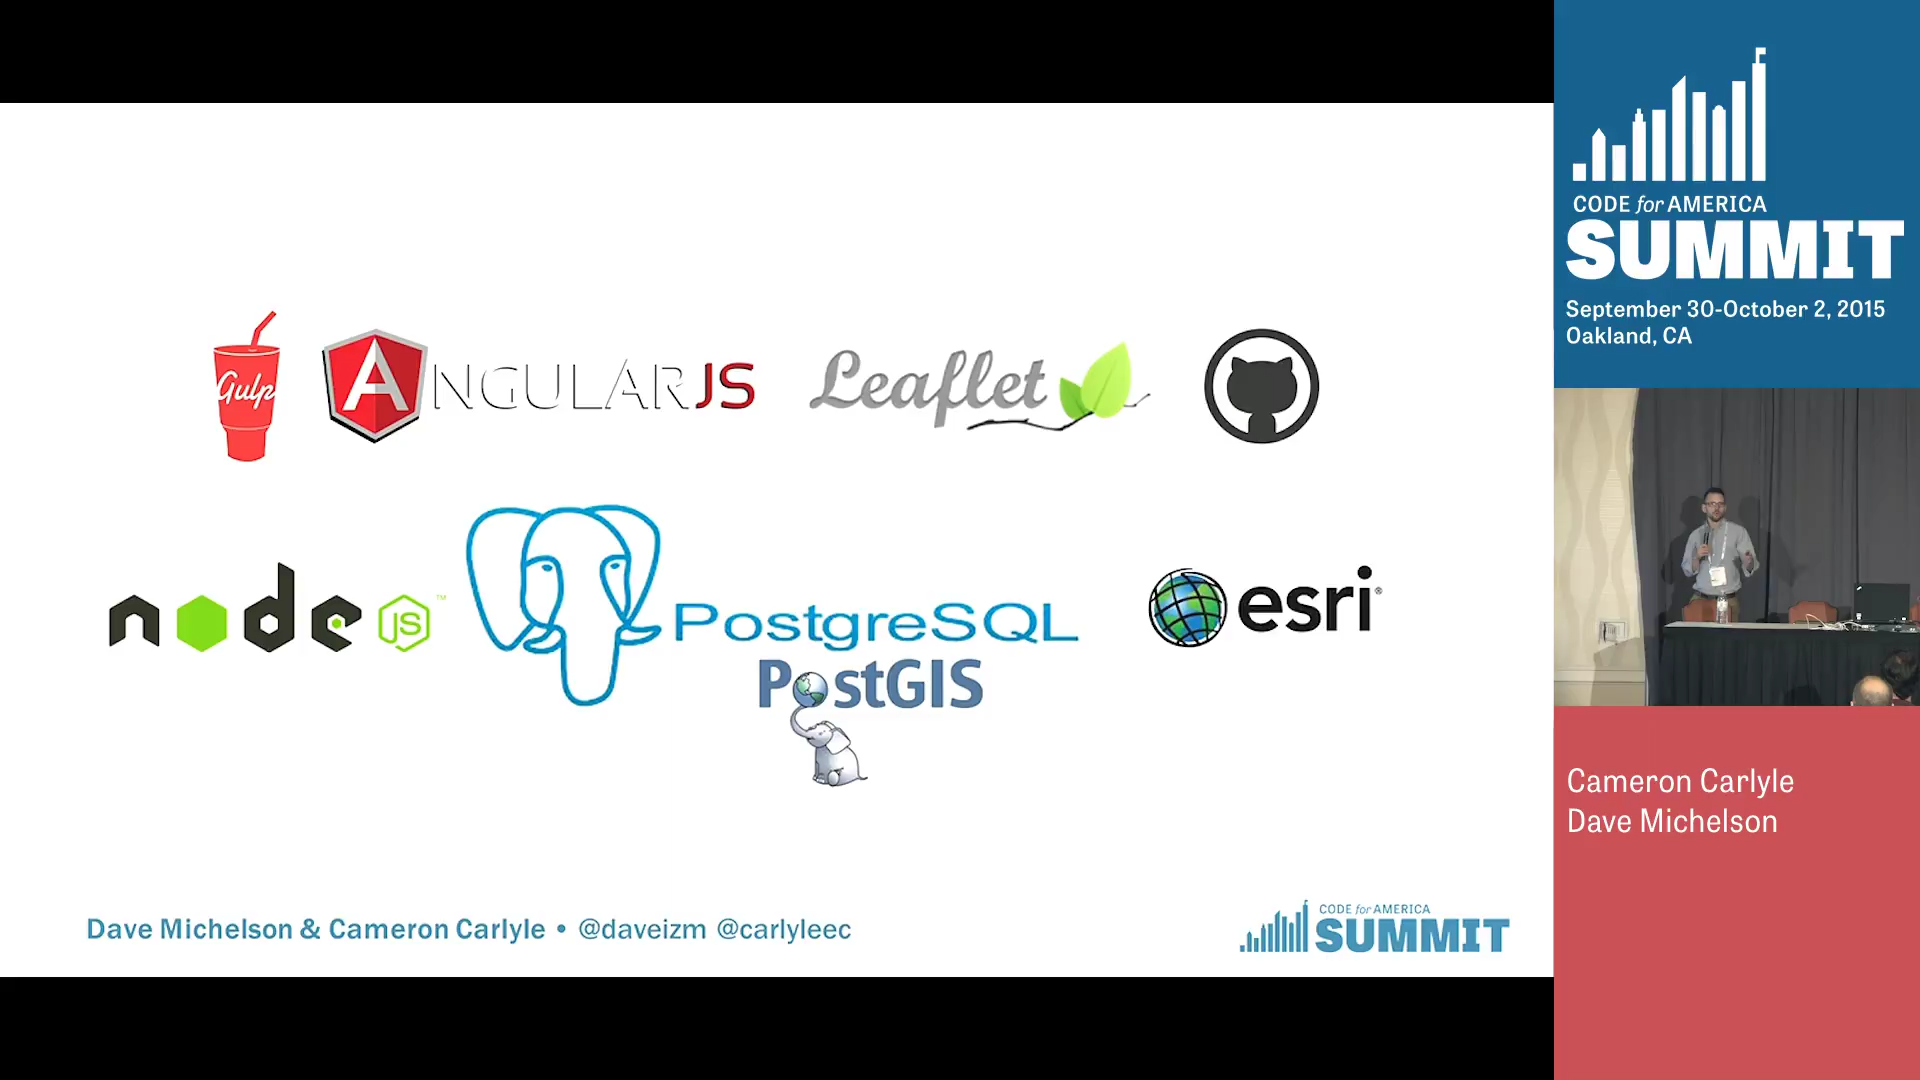 Gulp
ANGULARJS
Leaflet
node JS ™
PostgreSQL
PostGIS
esri®
Dave Michelson & Cameron Carlyle • @daveizm @carlyleec
CODE for AMERICA
SUMMIT
CODE for AMERICA
SUMMIT
September 30-October 2, 2015
Oakland, CA
Cameron Carlyle
Dave Michelson